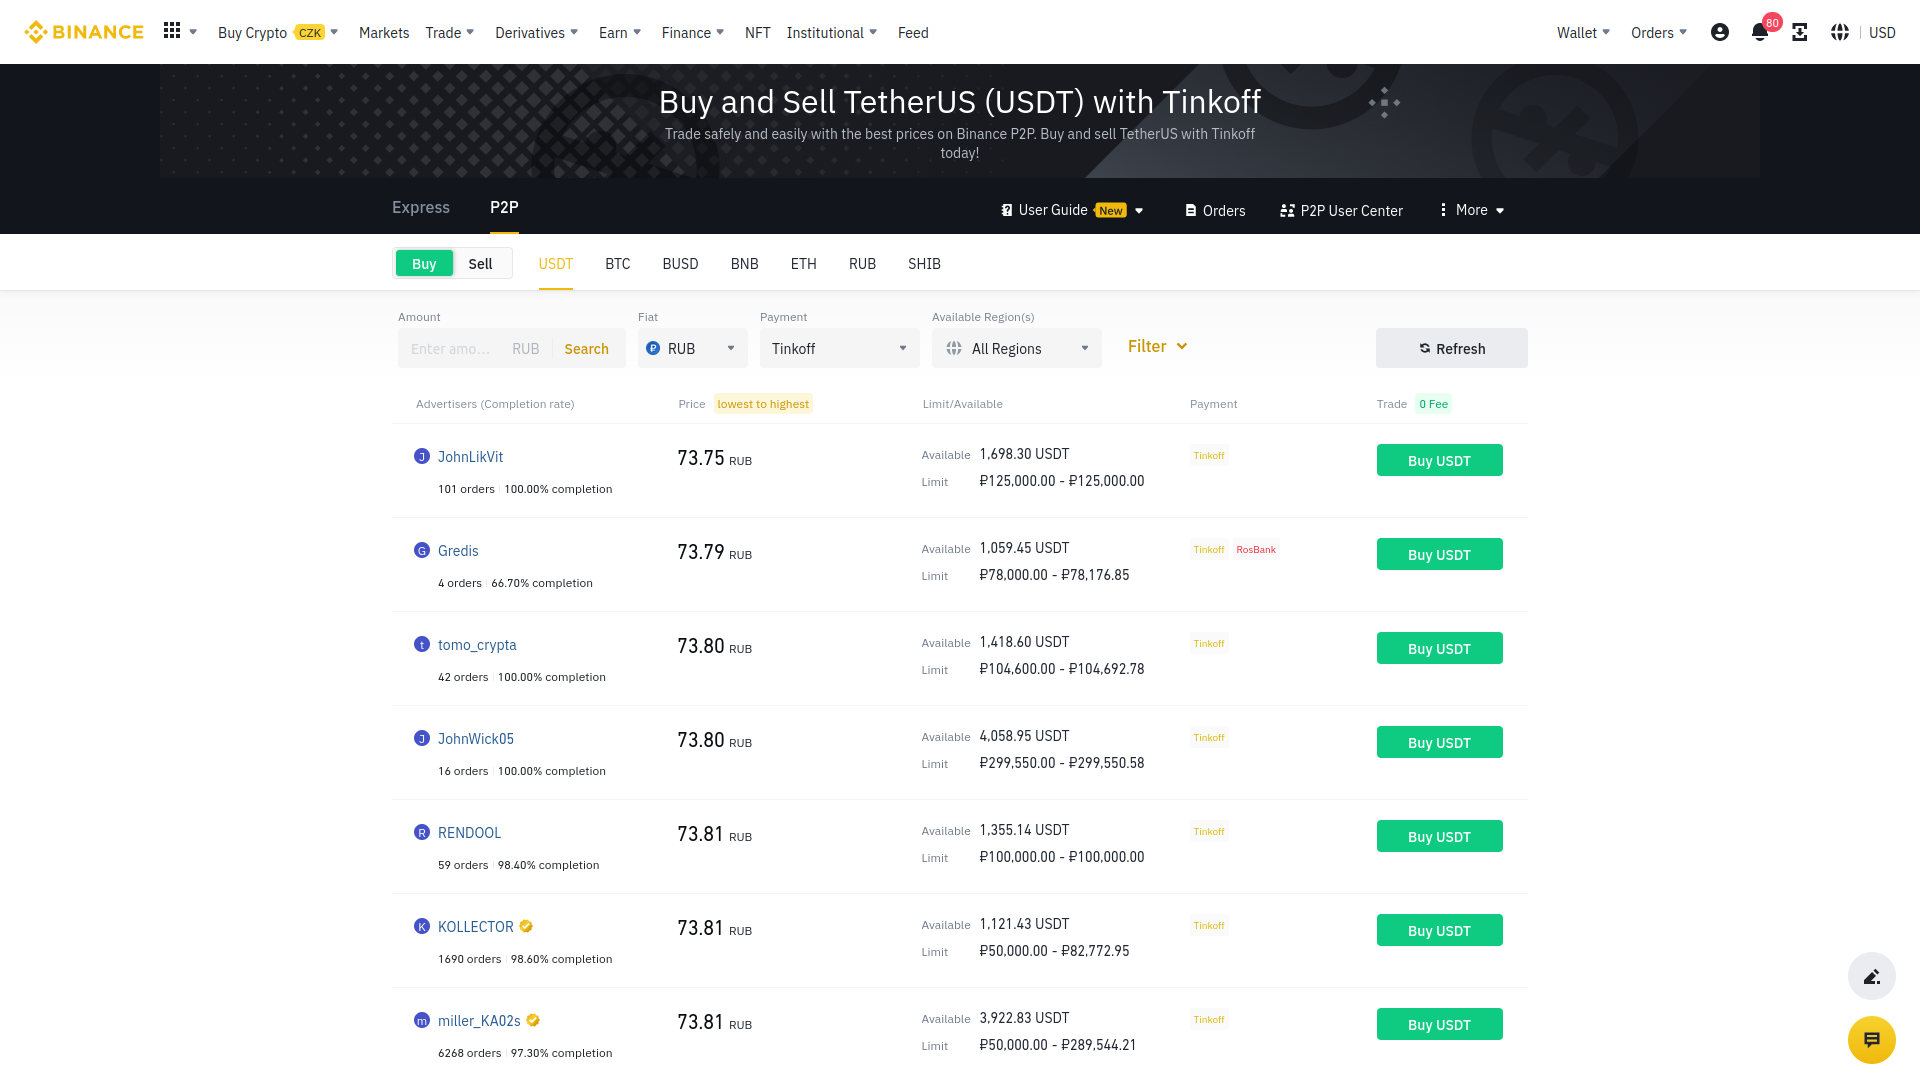 BINANCE Buy Crypto CZK Markets Trade Derivatives Earn Finance NFT Institutional Feed Wallet Orders 80 USD
Buy and Sell TetherUS (USDT) with Tinkoff
Trade safely and easily with the best prices on Binance P2P. Buy and sell TetherUS with Tinkoff
today!
Express P2P User Guide New Orders P2P User Center More
Buy Sell USDT BTC BUSD BNB ETH RUB SHIB
Amount Fiat Payment Available Region(s)
Enter amo... RUB Search RUB Tinkoff All Regions Filter Refresh
Advertisers (Completion rate) Price lowest to highest Limit/Available Payment Trade 0 Fee
J JohnLikVit 73.75 RUB Available 1,698.30 USDT Tinkoff Buy USDT
Limit ₽125,000.00 - ₽125,000.00
101 orders 100.00% completion
G Gredis 73.79 RUB Available 1,059.45 USDT Tinkoff RosBank Buy USDT
Limit ₽78,000.00 - ₽78,176.85
4 orders 66.70% completion
t tomo_crypta 73.80 RUB Available 1,418.60 USDT Tinkoff Buy USDT
Limit ₽104,600.00 - ₽104,692.78
42 orders 100.00% completion
J JohnWick05 73.80 RUB Available 4,058.95 USDT Tinkoff Buy USDT
Limit ₽299,550.00 - ₽299,550.58
16 orders 100.00% completion
R RENDOOL 73.81 RUB Available 1,355.14 USDT Tinkoff Buy USDT
Limit ₽100,000.00 - ₽100,000.00
59 orders 98.40% completion
K KOLLECTOR 73.81 RUB Available 1,121.43 USDT Tinkoff Buy USDT
Limit ₽50,000.00 - ₽82,772.95
1690 orders 98.60% completion
m miller_KA02s 73.81 RUB Available 3,922.83 USDT Tinkoff Buy USDT
Limit ₽50,000.00 - ₽289,544.21
6268 orders 97.30% completion